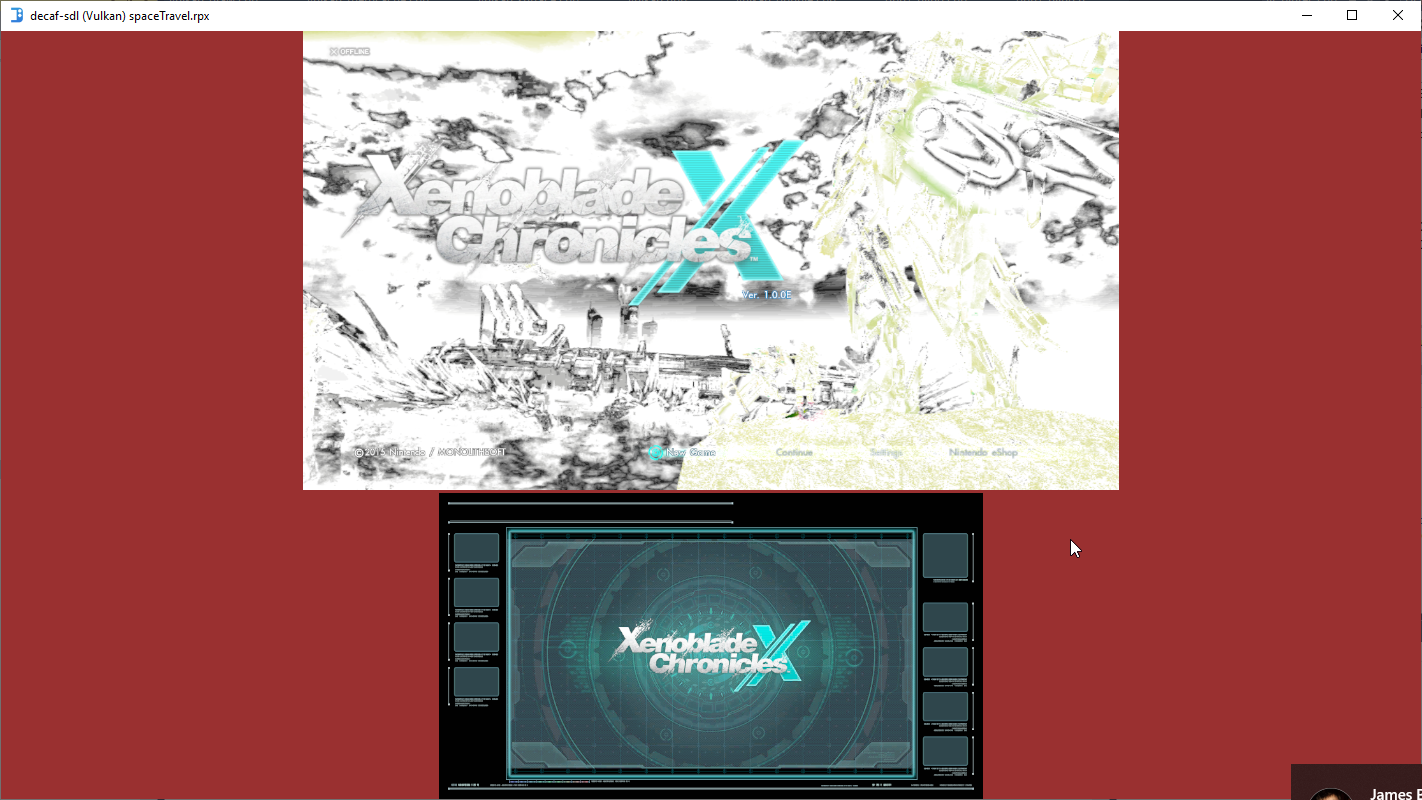 decaf-sdl (Vulkan) spaceTravel.rpx
X: OFFLINE
Xenoblade
Chronicles X
TM
Ver. 1.0.0E
©2015 Nintendo / MONOLITHSOFT
New Game
Continue
Settings
Nintendo eShop
Xenoblade
Chronicles X
James